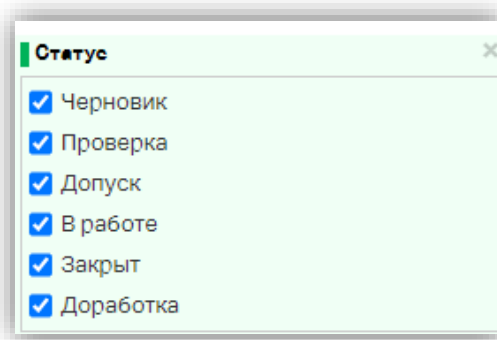 Статус
Черновик
Проверка
Допуск
В работе
Закрыт
Доработка